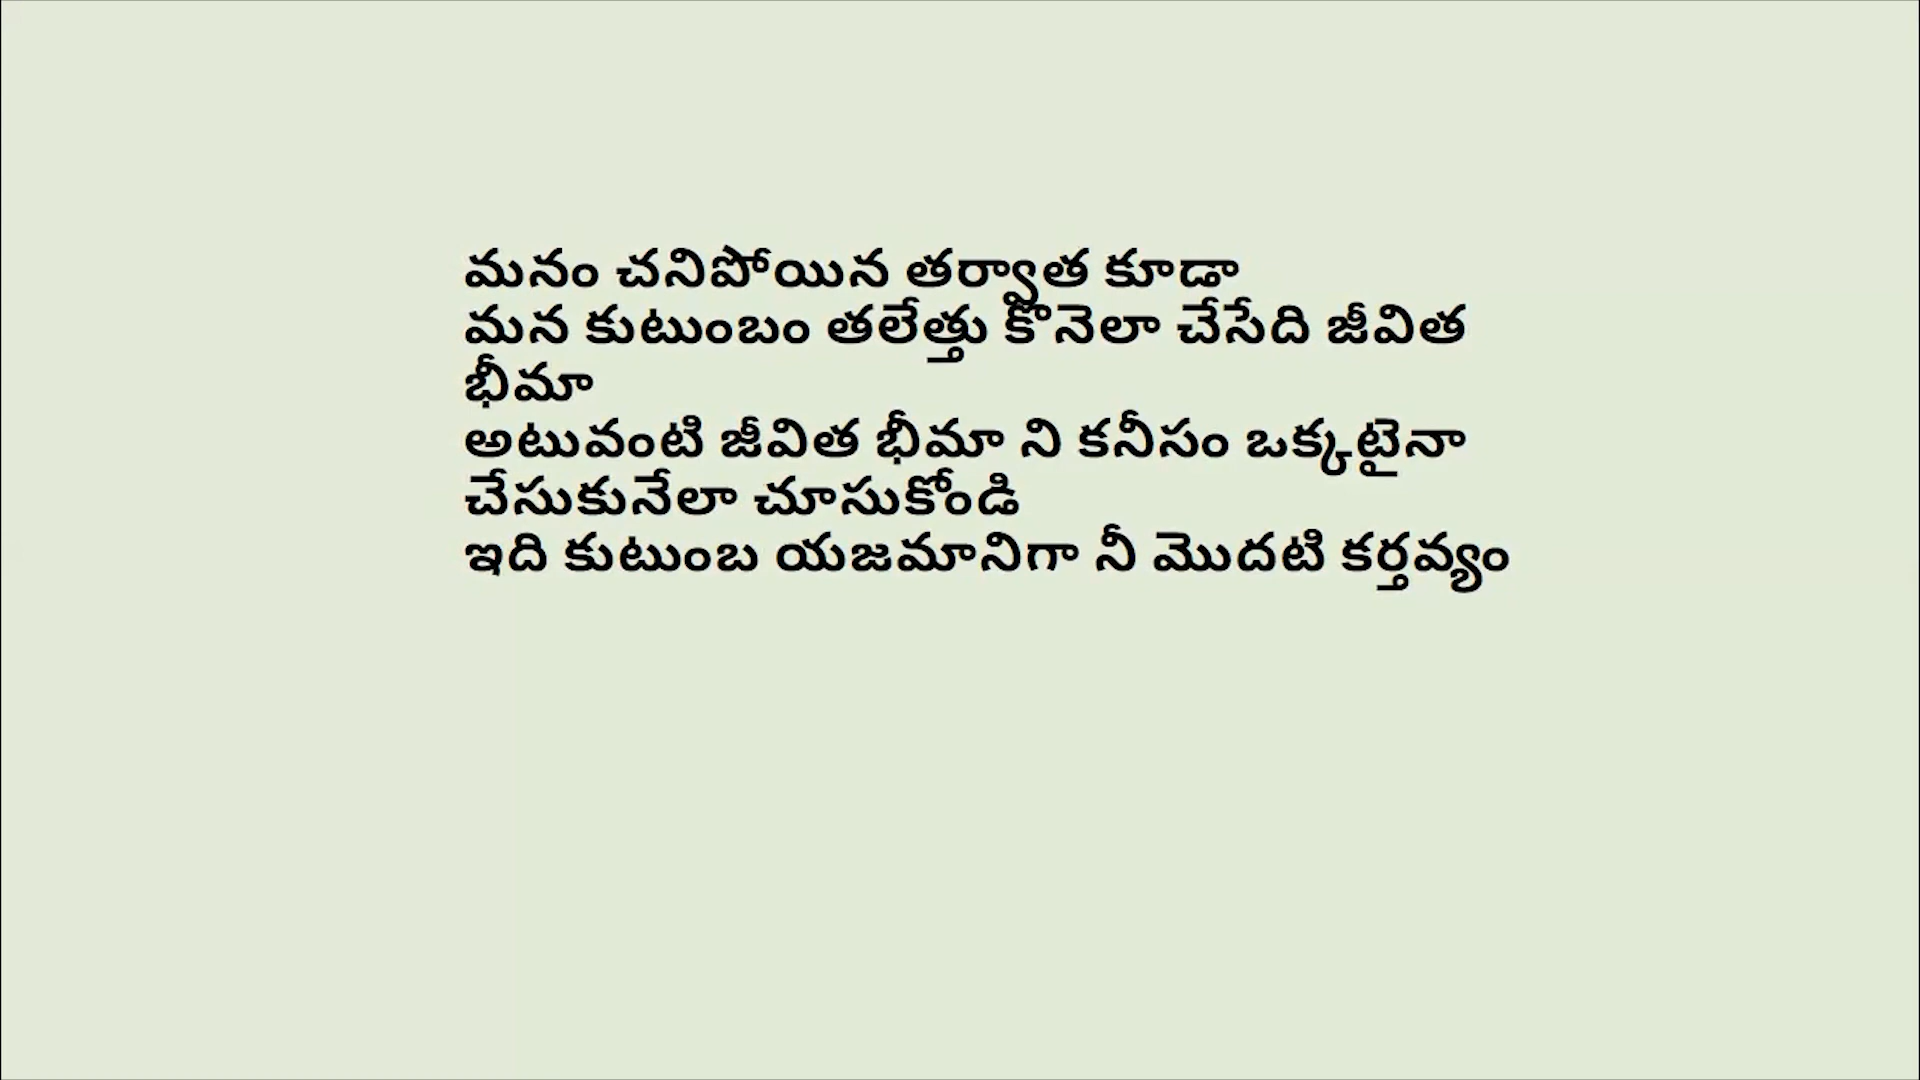 మనం చనిపోయిన తర్వాత కూడా
మన కుటుంబం తలేత్తు కొనెలా చేసేది జీవిత
భీమా
అటువంటి జీవిత భీమా ని కనీసం ఒక్కటైనా
చేసుకునేలా చూసుకోండి
ఇది కుటుంబ యజమానిగా నీ మొదటి కర్తవ్యం